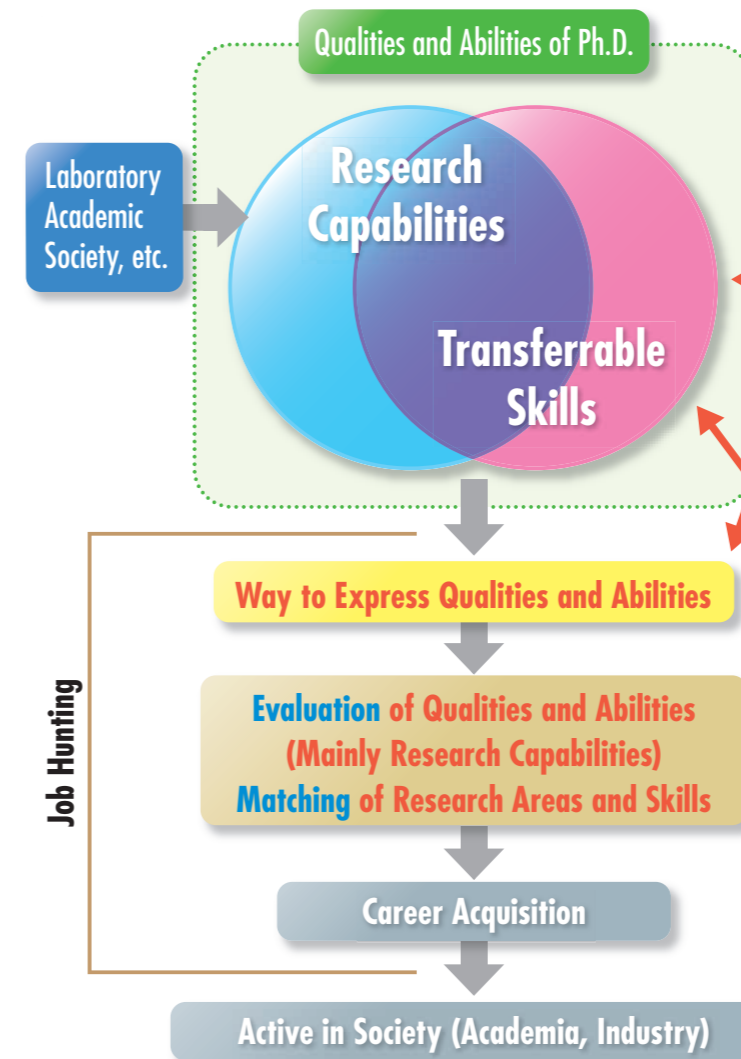 Qualities and Abilities of Ph.D.
Laboratory
Academic
Society, etc.
Research
Capabilities
Transferrable
Skills
Job Hunting
Way to Express Qualities and Abilities
Evaluation of Qualities and Abilities
(Mainly Research Capabilities)
Matching of Research Areas and Skills
Career Acquisition
Active in Society (Academia, Industry)